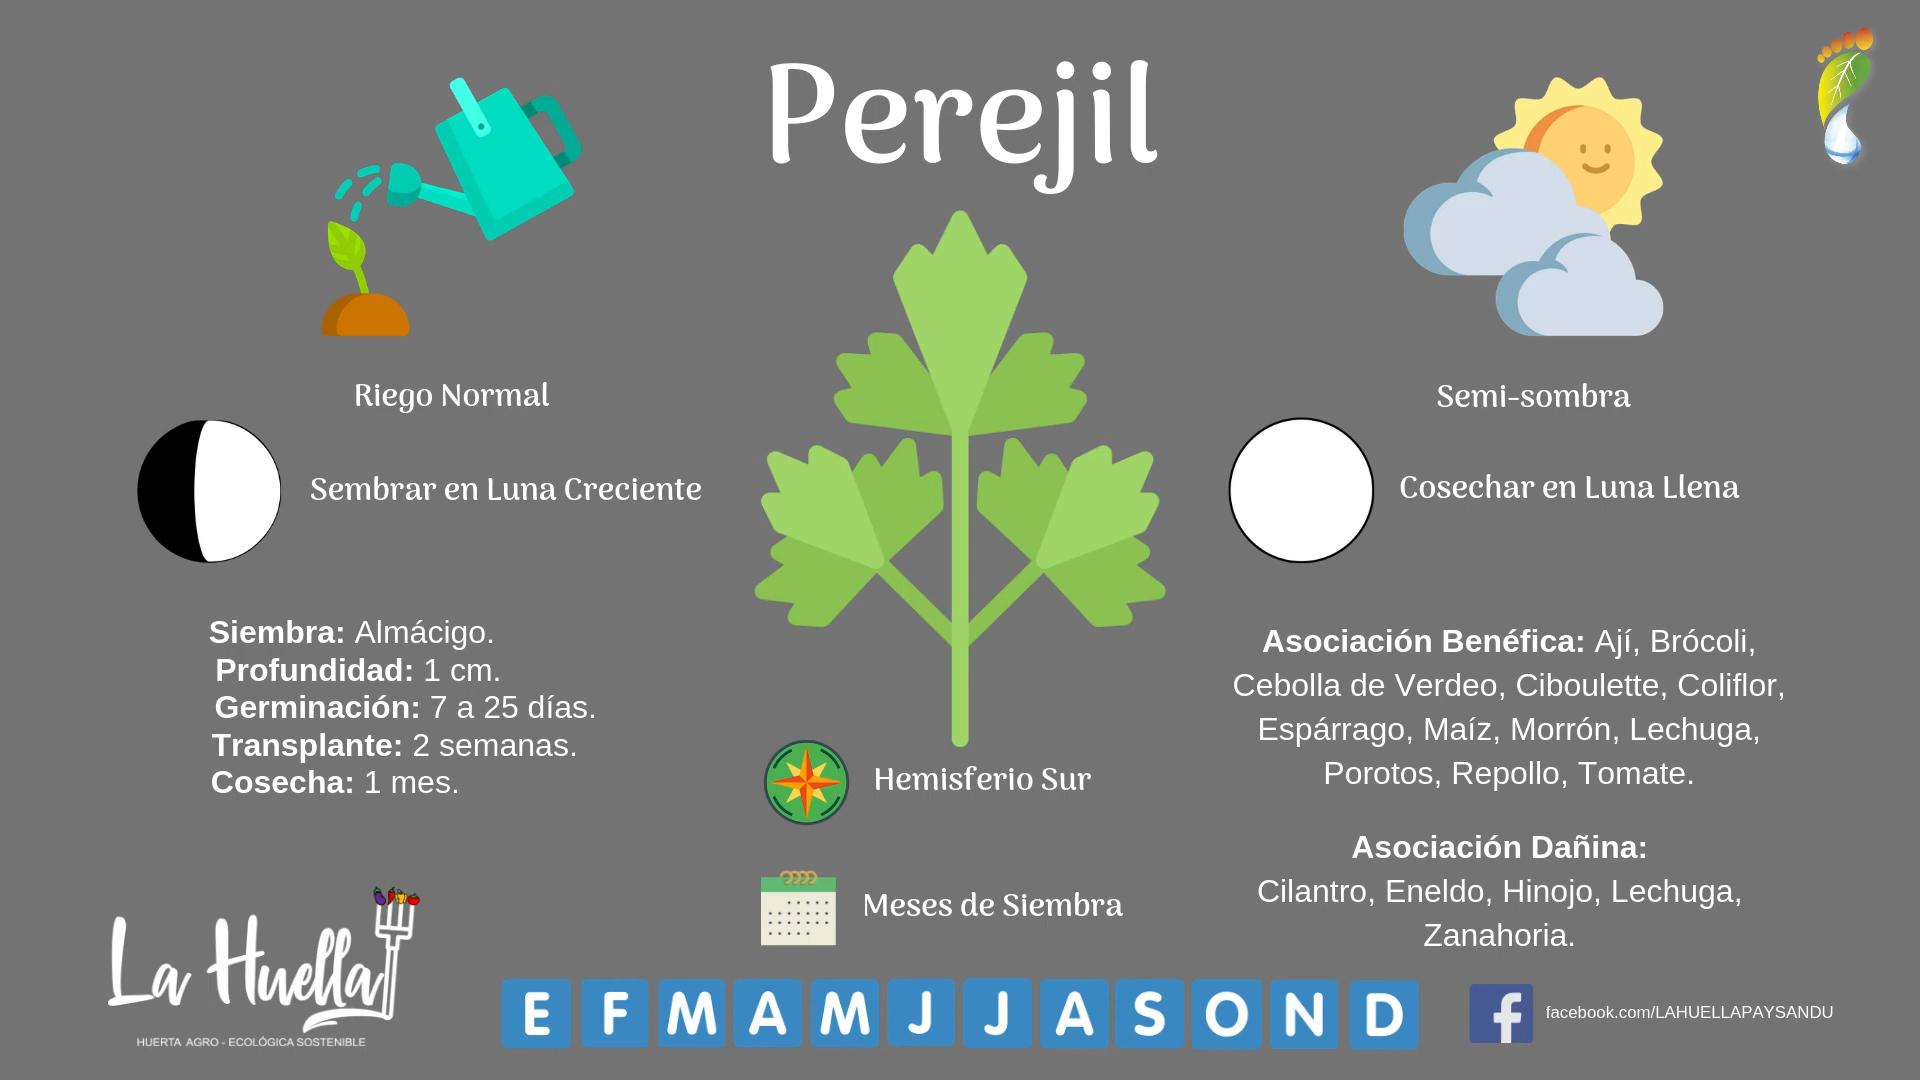 Perejil
Riego Normal
Semi-sombra
Sembrar en Luna Creciente
Cosechar en Luna Llena
Siembra: Almácigo.
Profundidad: 1 cm.
Germinación: 7 a 25 días.
Transplante: 2 semanas.
Cosecha: 1 mes.
Asociación Benéfica: Ají, Brócoli,
Cebolla de Verdeo, Ciboulette, Coliflor,
Espárrago, Maíz, Morrón, Lechuga,
Porotos, Repollo, Tomate.
Asociación Dañina:
Cilantro, Eneldo, Hinojo, Lechuga,
Zanahoria.
Hemisferio Sur
Meses de Siembra
E F M A M J J A S O N D
La Huella
HUERTA AGRO - ECOLÓGICA SOSTENIBLE
facebook.com/LAHUELLAPAYSANDU